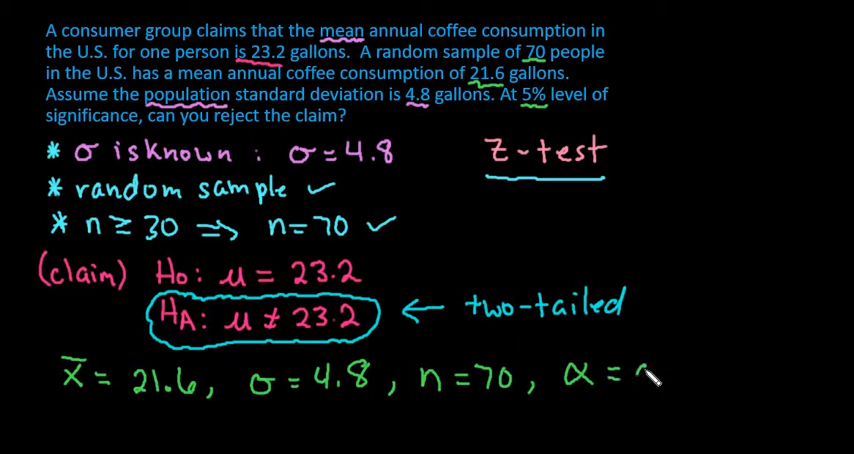 A consumer group claims that the mean annual coffee consumption in
the U.S. for one person is 23.2 gallons. A random sample of 70 people
in the U.S. has a mean annual coffee consumption of 21.6 gallons.
Assume the population standard deviation is 4.8 gallons. At 5% level of
significance, can you reject the claim?
* σ is known : σ = 4.8
z-test
* random sample ✓
* n ≥ 30 ⇒ n = 70 ✓
(claim) H₀: μ = 23.2
Hᴀ: μ ≠ 23.2 ← two-tailed
x̄ = 21.6, σ = 4.8, n = 70, α =